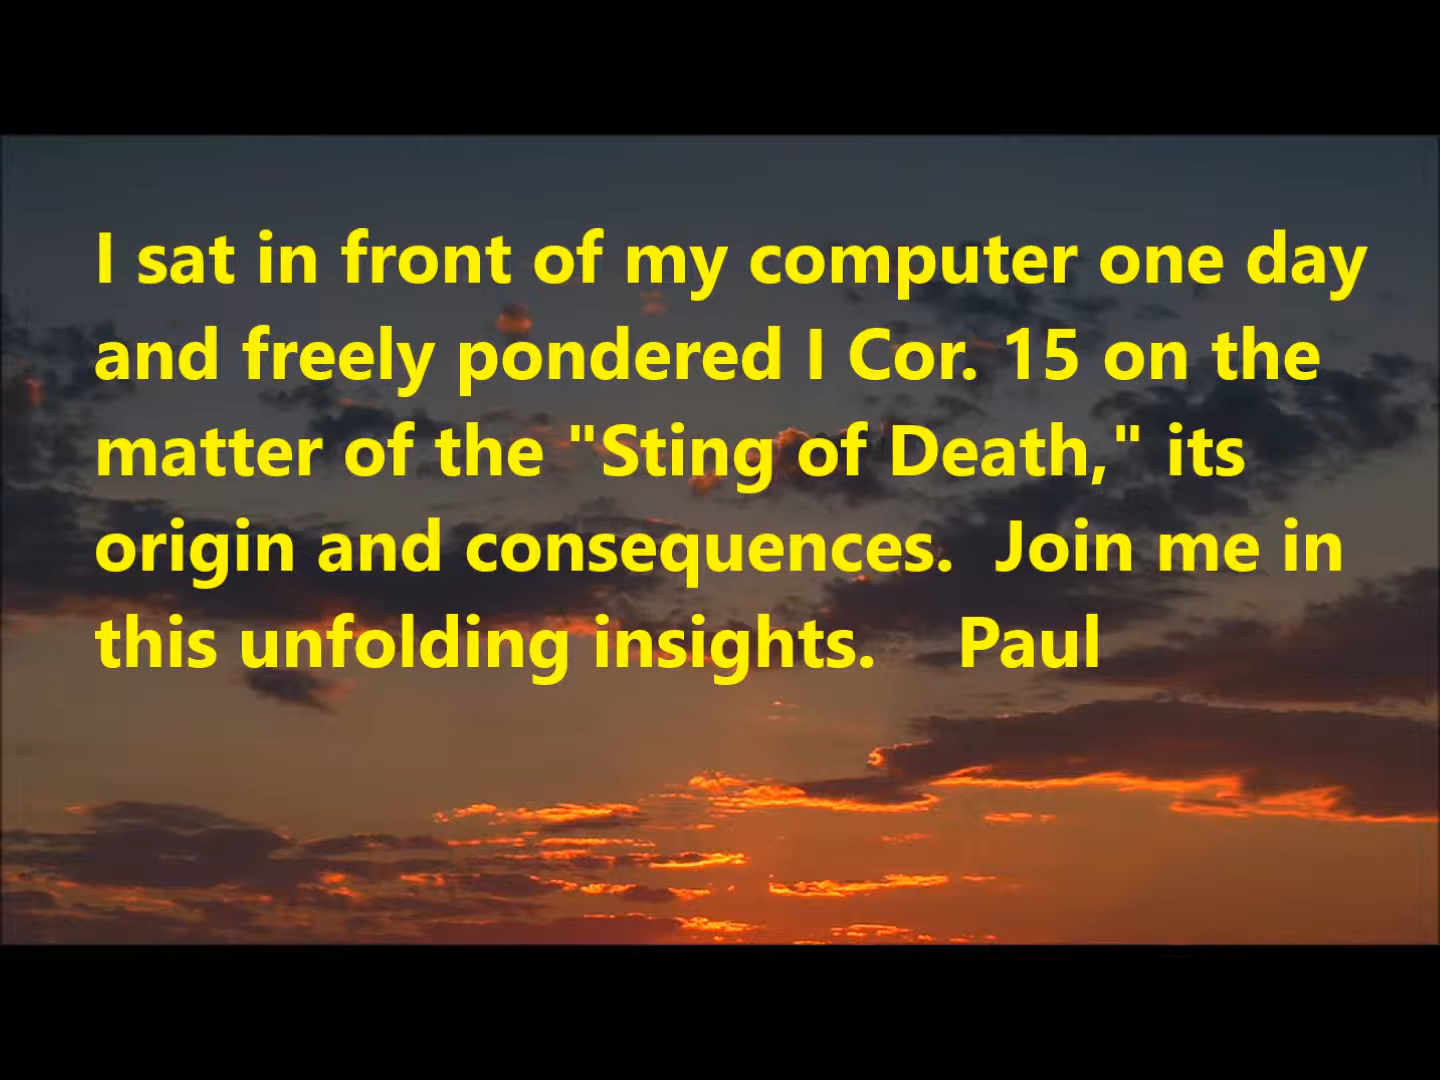 I sat in front of my computer one day
and freely pondered I Cor. 15 on the
matter of the "Sting of Death," its
origin and consequences.  Join me in
this unfolding insights.    Paul